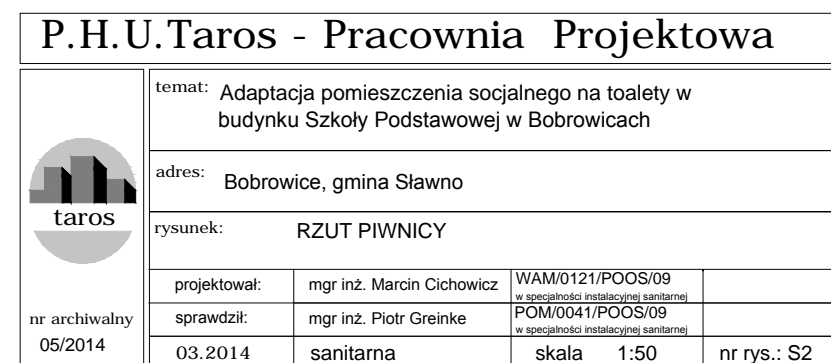 P.H.U.Taros - Pracownia Projektowa
temat: Adaptacja pomieszczenia socjalnego na toalety w
budynku Szkoły Podstawowej w Bobrowicach
adres: Bobrowice, gmina Sławno
taros
rysunek: RZUT PIWNICY
projektował: mgr inż. Marcin Cichowicz WAM/0121/POOS/09
w specjalności instalacyjnej sanitarnej
nr archiwalny
05/2014
sprawdził: mgr inż. Piotr Greinke POM/0041/POOS/09
w specjalności instalacyjnej sanitarnej
03.2014 sanitarna skala 1:50 nr rys.: S2